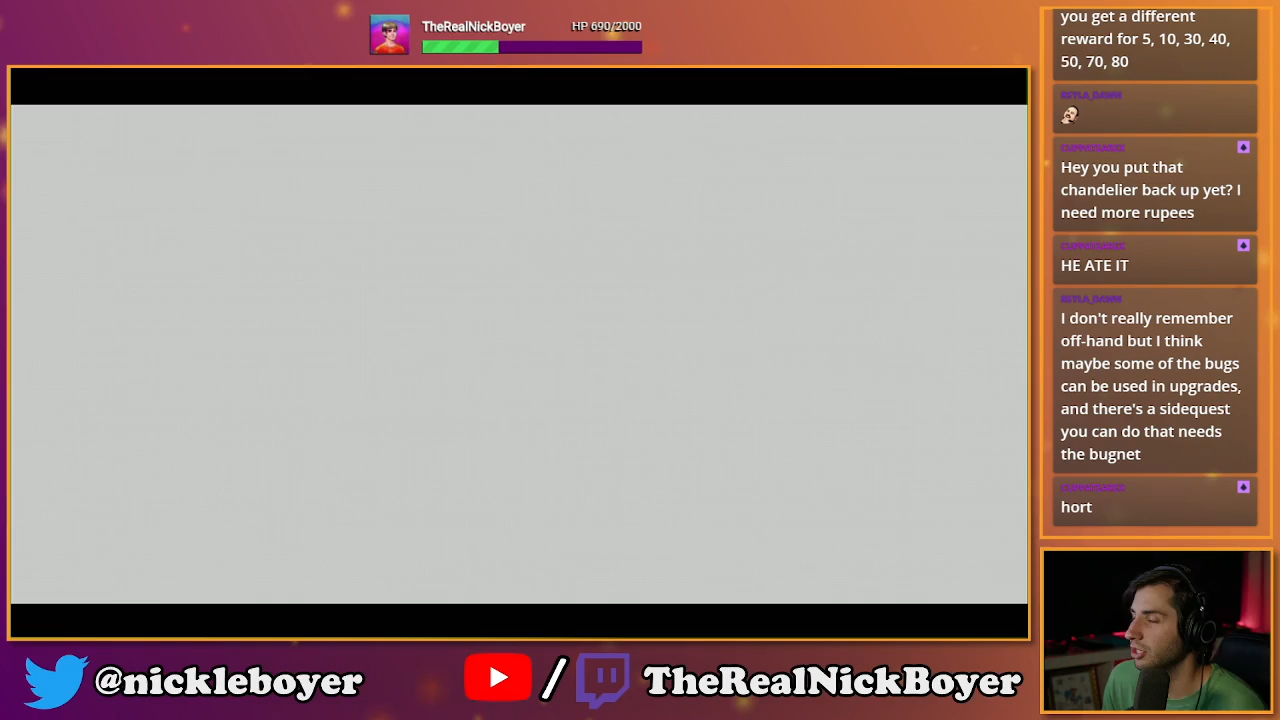 TheRealNickBoyer
HP 690/2000
you get a different
reward for 5, 10, 30, 40,
50, 70, 80
Hey you put that
chandelier back up yet? I
need more rupees
HE ATE IT
I don't really remember
off-hand but I think
maybe some of the bugs
can be used in upgrades,
and there's a sidequest
you can do that needs
the bugnet
hort
@nickleboyer
/
TheRealNickBoyer